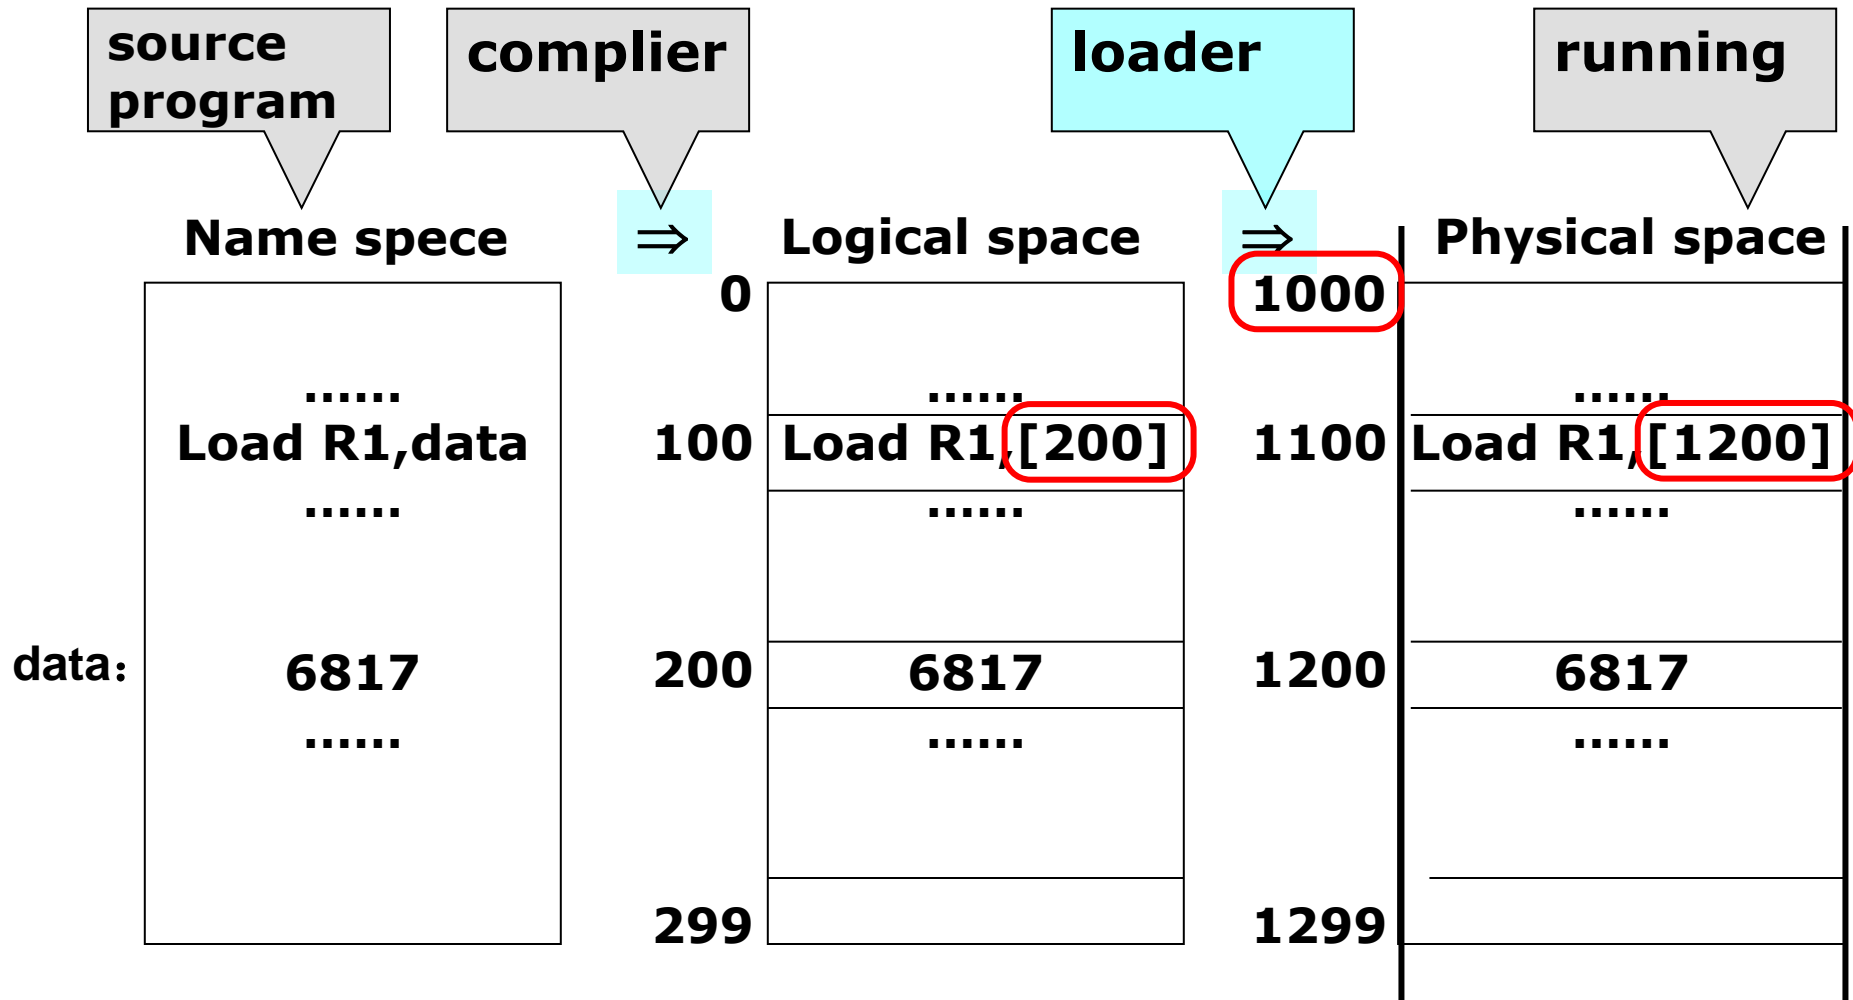 source
program
complier
loader
running
Name spece
⇒
Logical space
⇒
Physical space
0
1000
......
......
......
Load R1,data
100
Load R1,[200]
1100
Load R1,[1200]
......
......
......
data：
6817
200
6817
1200
6817
......
......
......
299
1299